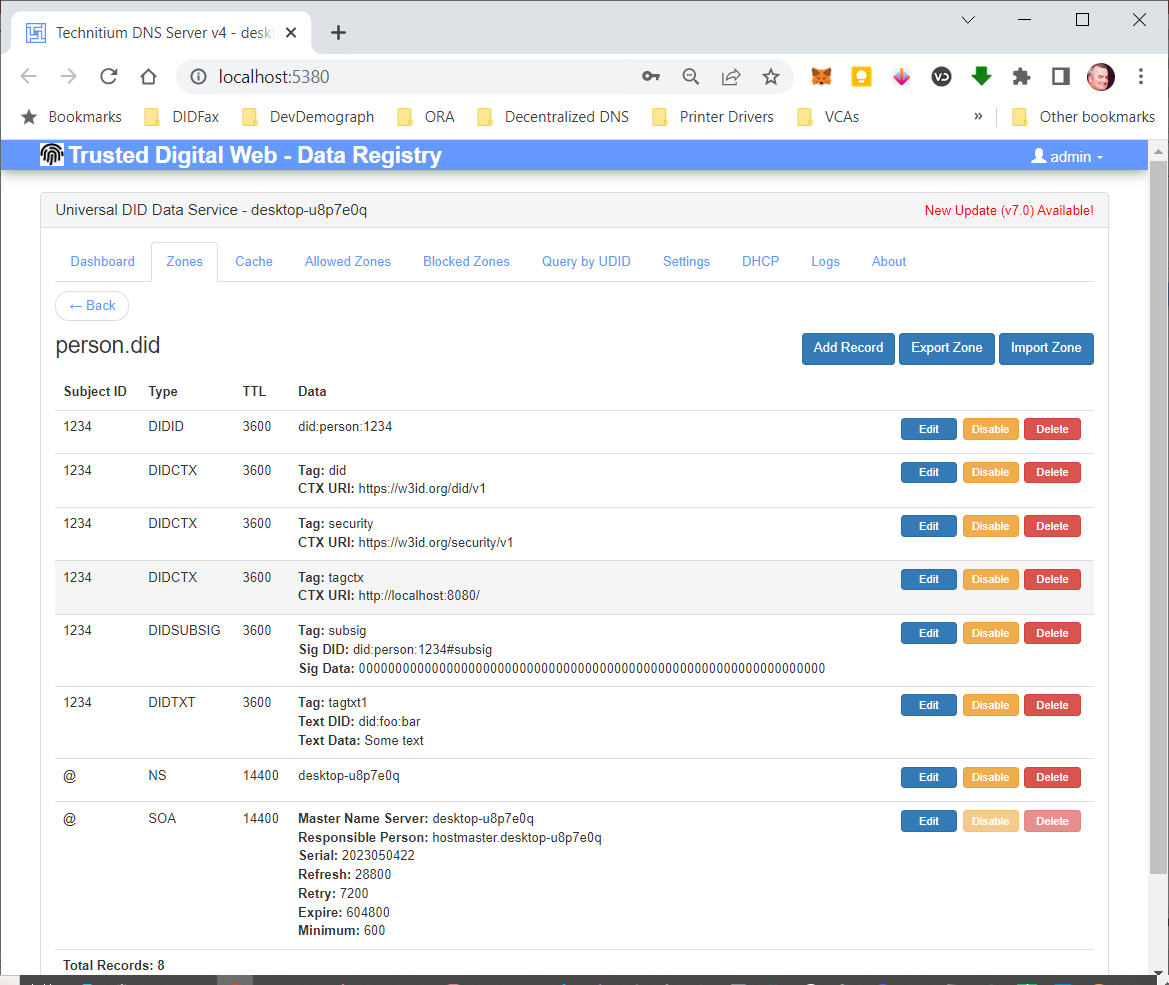 Technitium DNS Server v4 - desk
localhost:5380
Bookmarks DIDFax DevDemograph ORA Decentralized DNS Printer Drivers VCAs » Other bookmarks
Trusted Digital Web - Data Registry admin
Universal DID Data Service - desktop-u8p7e0q New Update (v7.0) Available!
Dashboard Zones Cache Allowed Zones Blocked Zones Query by UDID Settings DHCP Logs About
← Back
person.did Add Record Export Zone Import Zone
Subject ID Type TTL Data
1234 DIDID 3600 did:person:1234 Edit Disable Delete
1234 DIDCTX 3600 Tag: did Edit Disable Delete
CTX URI: https://w3id.org/did/v1
1234 DIDCTX 3600 Tag: security Edit Disable Delete
CTX URI: https://w3id.org/security/v1
1234 DIDCTX 3600 Tag: tagctx Edit Disable Delete
CTX URI: http://localhost:8080/
1234 DIDSUBSIG 3600 Tag: subsig Edit Disable Delete
Sig DID: did:person:1234#subsig
Sig Data: 0000000000000000000000000000000000000000000000000000000000000000
1234 DIDTXT 3600 Tag: tagtxt1 Edit Disable Delete
Text DID: did:foo:bar
Text Data: Some text
@ NS 14400 desktop-u8p7e0q Edit Disable Delete
@ SOA 14400 Master Name Server: desktop-u8p7e0q Edit Disable Delete
Responsible Person: hostmaster.desktop-u8p7e0q
Serial: 2023050422
Refresh: 28800
Retry: 7200
Expire: 604800
Minimum: 600
Total Records: 8